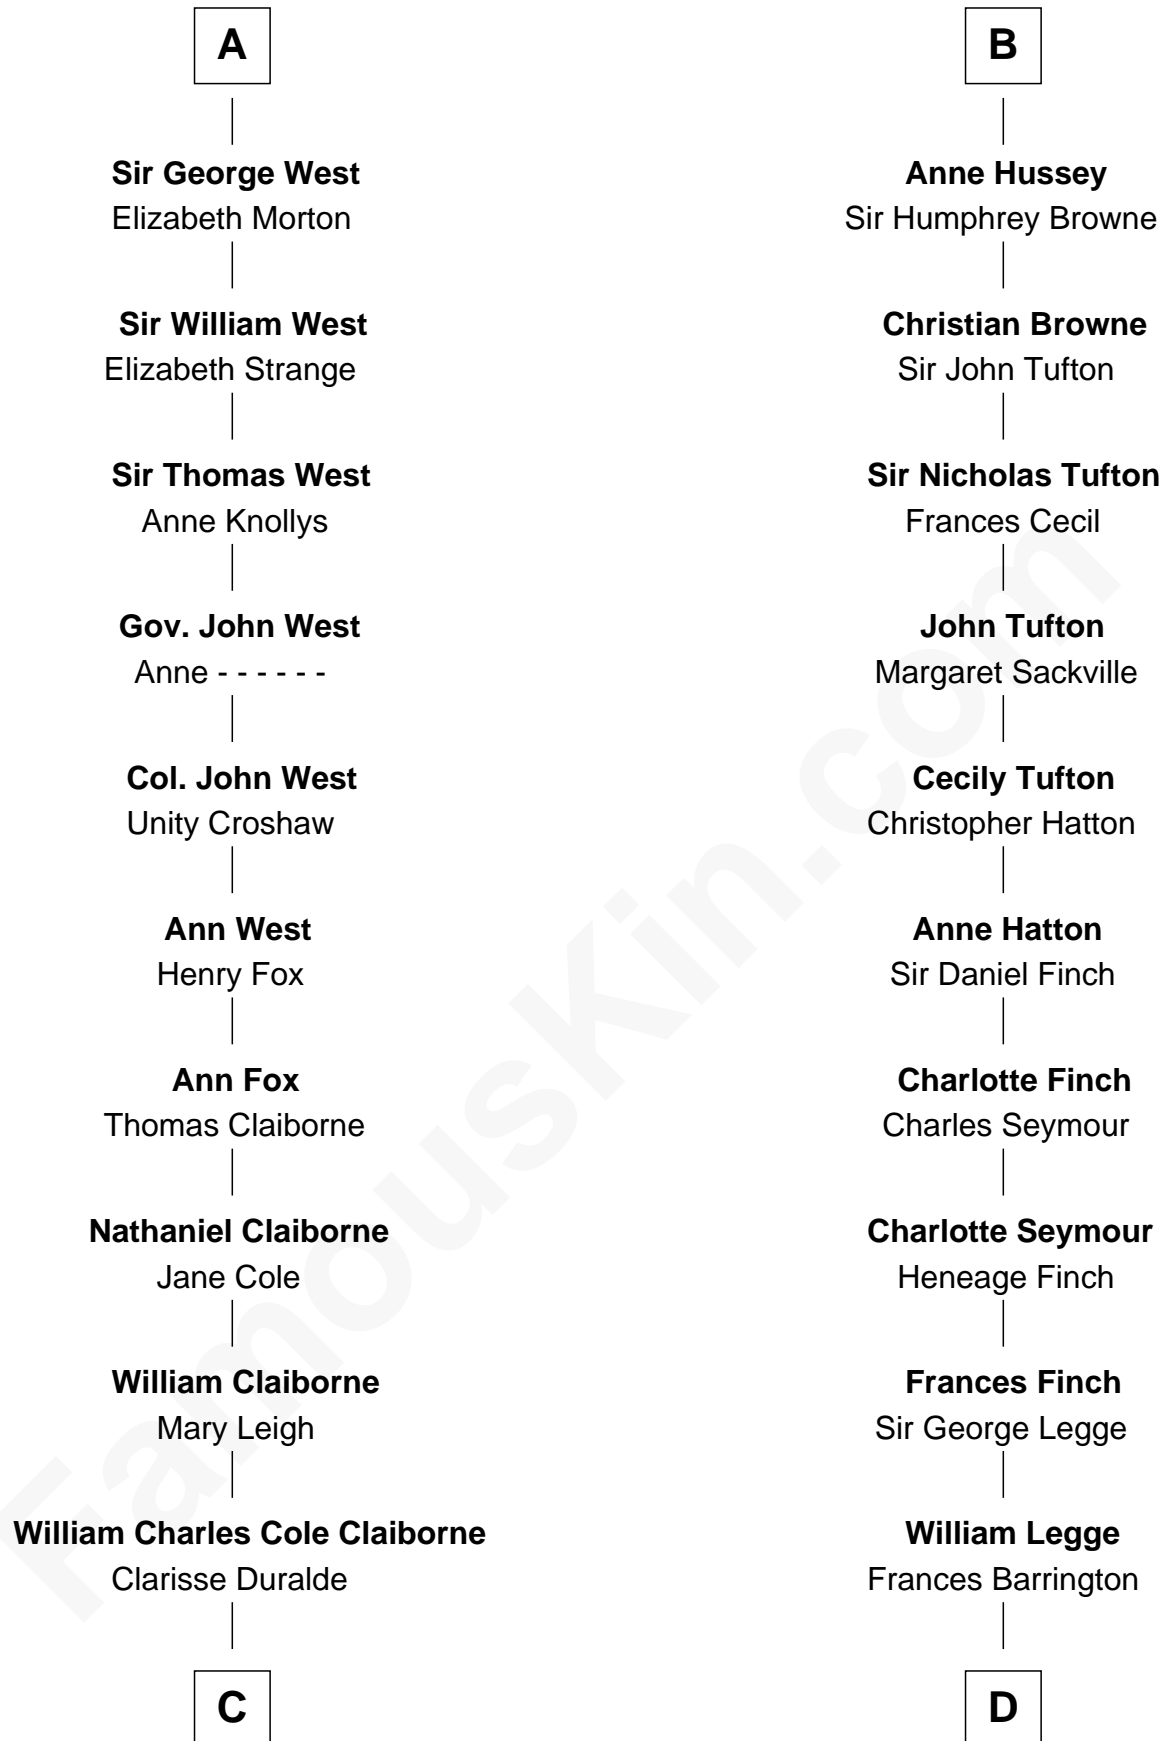 A
Sir George West
Elizabeth Morton
Sir William West
Elizabeth Strange
Sir Thomas West
Anne Knollys
Gov. John West
Anne - - - - - -
Col. John West
Unity Croshaw
Ann West
Henry Fox
Ann Fox
Thomas Claiborne
Nathaniel Claiborne
Jane Cole
William Claiborne
Mary Leigh
William Charles Cole Claiborne
Clarisse Duralde
C
B
Anne Hussey
Sir Humphrey Browne
Christian Browne
Sir John Tufton
Sir Nicholas Tufton
Frances Cecil
John Tufton
Margaret Sackville
Cecily Tufton
Christopher Hatton
Anne Hatton
Sir Daniel Finch
Charlotte Finch
Charles Seymour
Charlotte Seymour
Heneage Finch
Frances Finch
Sir George Legge
William Legge
Frances Barrington
D
FamousKin.com